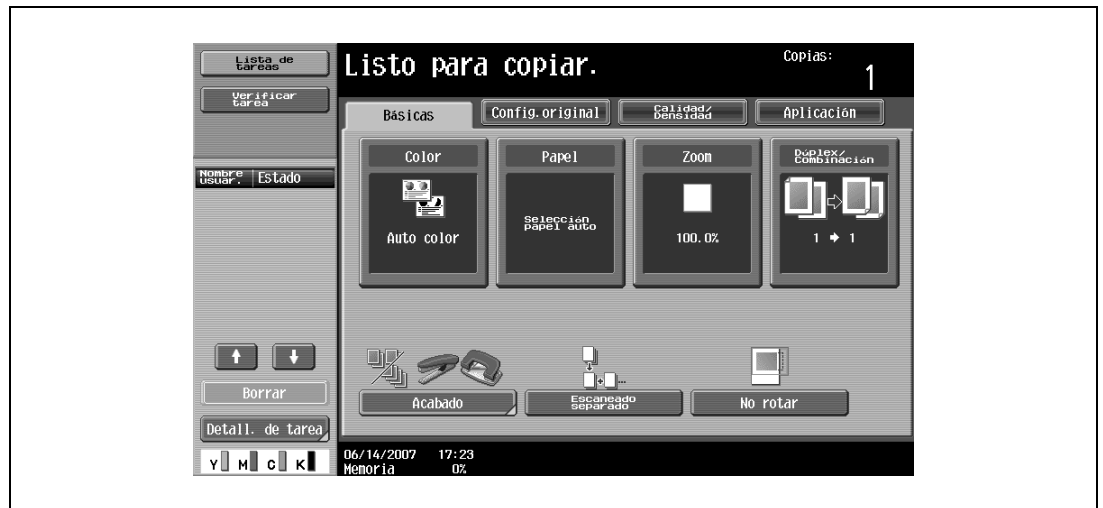 Lista de
tareas
Verificar
tarea
Nombre
usuar.
Estado
Borrar
Detall. de tarea
Y M C K
Listo para copiar.
Copias:
1
Básicas
Config.original
Calidad/
Densidad
Aplicación
Color
Auto color
Papel
Selección
papel auto
Zoom
100.0%
Dúplex/
Combinación
1 → 1
Acabado
Escaneado
separado
No rotar
06/14/2007 17:23
Memoria 0%